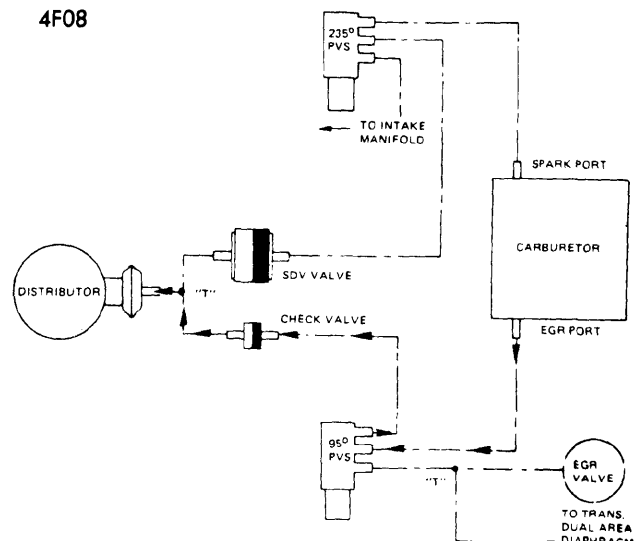 4F08
235°
PVS
TO INTAKE
MANIFOLD
SPARK PORT
CARBURETOR
SDV VALVE
DISTRIBUTOR
"T"
CHECK VALVE
EGR PORT
95°
PVS
"T"
EGR
VALVE
TO TRANS.
DUAL AREA
DIAPHRAGM